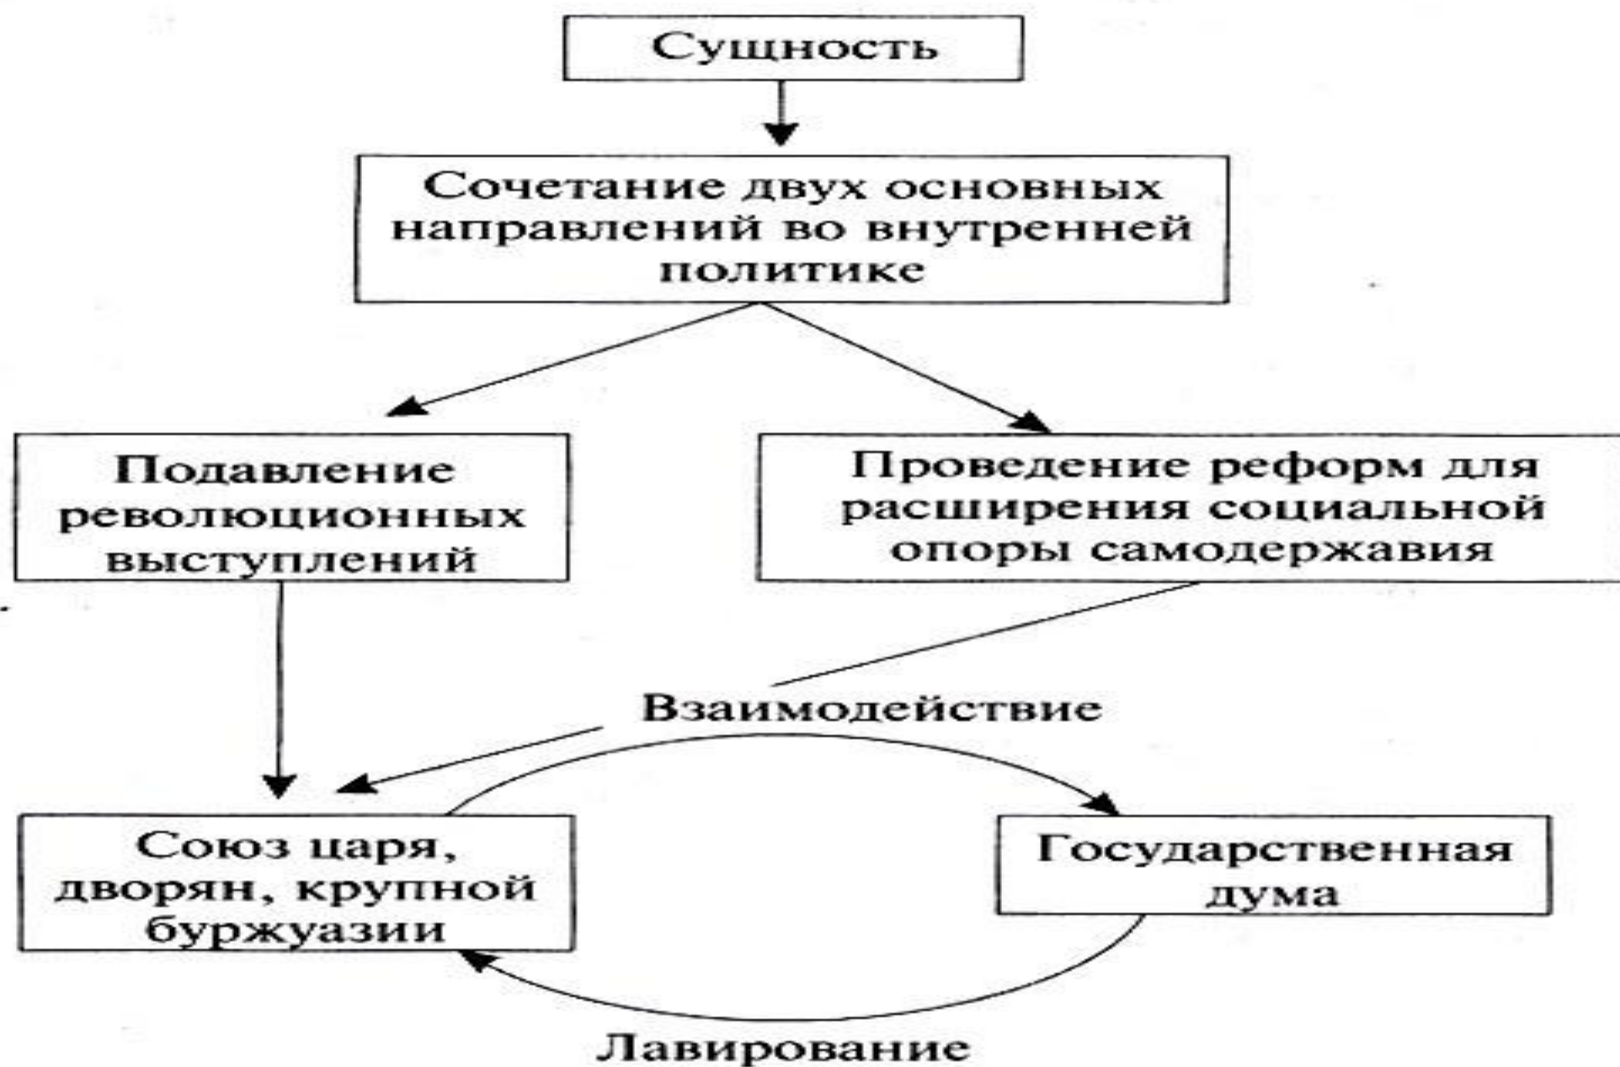 Сущность
Сочетание двух основных
направлений во внутренней
политике
Подавление
революционных
выступлений
Проведение реформ для
расширения социальной
опоры самодержавия
Взаимодействие
Союз царя,
дворян, крупной
буржуазии
Государственная
дума
Лавирование